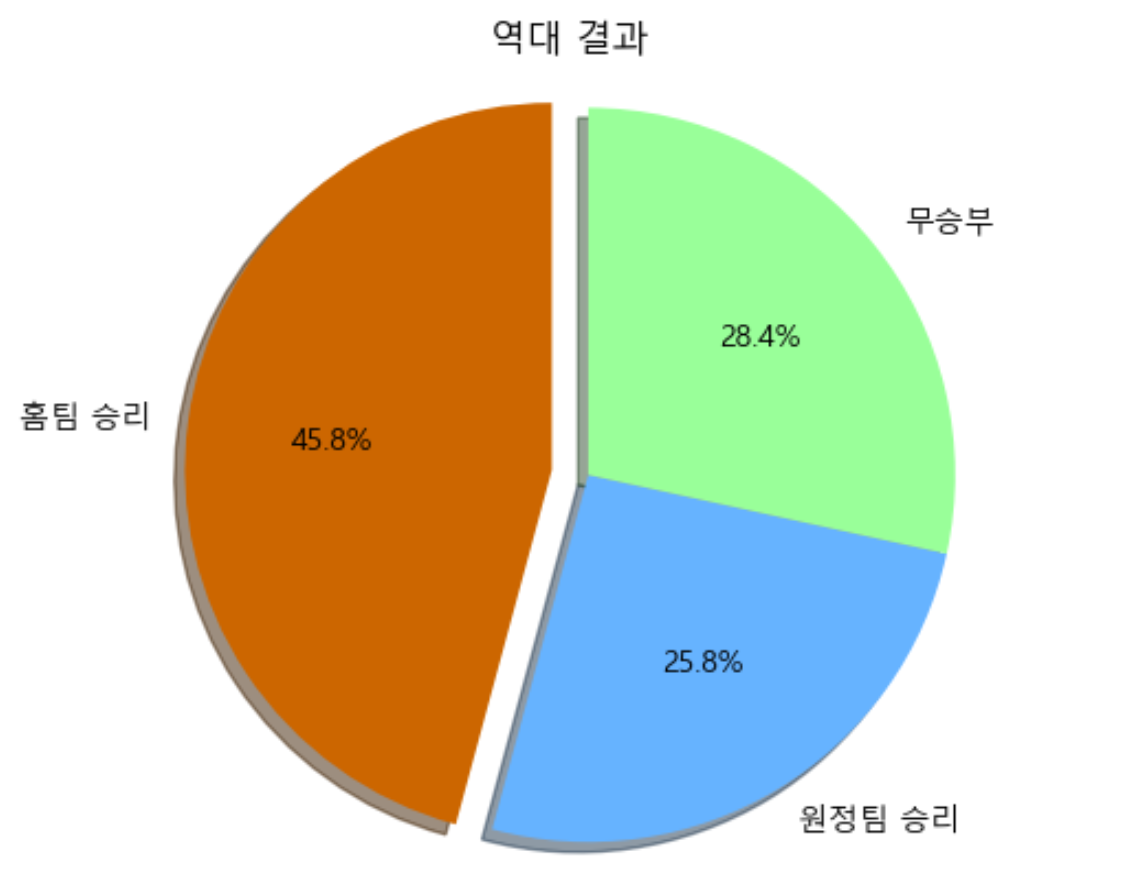 역대 결과
무승부
28.4%
홈팀 승리
45.8%
25.8%
원정팀 승리